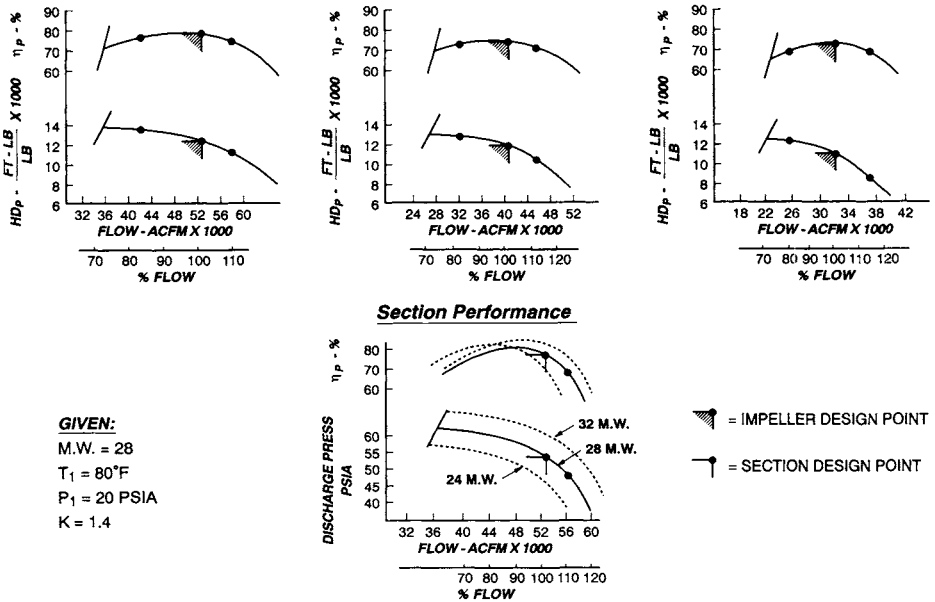 η_P - %
90
80
70
60
HD_P - FT - LB / LB X 1000
14
12
10
8
6
32 36 40 44 48 52 56 60
FLOW - ACFM X 1000
70 80 90 100 110
% FLOW
η_P - %
90
80
70
60
HD_P - FT - LB / LB X 1000
14
12
10
8
6
24 28 32 36 40 44 48 52
FLOW - ACFM X 1000
70 80 90 100 110 120
% FLOW
η_P - %
90
80
70
60
HD_P - FT - LB / LB X 1000
14
12
10
8
6
18 22 26 30 34 38 42
FLOW - ACFM X 1000
70 80 90 100 110 120
% FLOW
Section Performance
η_P - %
80
70
60
DISCHARGE PRESS
PSIA
60
55
50
45
40
32 M.W.
28 M.W.
24 M.W.
32 36 40 44 48 52 56 60
FLOW - ACFM X 1000
70 80 90 100 110 120
% FLOW
GIVEN:
M.W. = 28
T1 = 80°F
P1 = 20 PSIA
K = 1.4
= IMPELLER DESIGN POINT
= SECTION DESIGN POINT